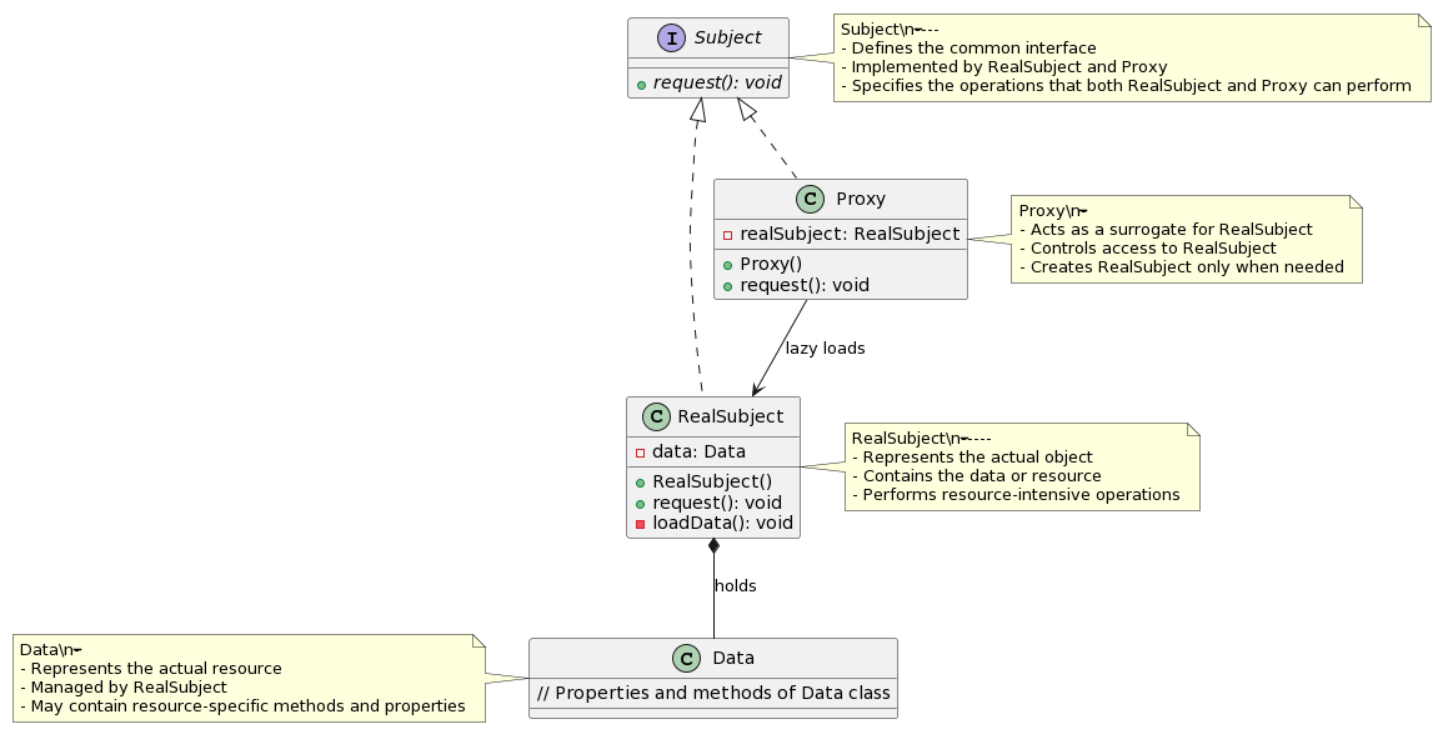 I Subject
request(): void
Subject\n----
- Defines the common interface
- Implemented by RealSubject and Proxy
- Specifies the operations that both RealSubject and Proxy can perform
C Proxy
realSubject: RealSubject
Proxy()
request(): void
Proxy\n-
- Acts as a surrogate for RealSubject
- Controls access to RealSubject
- Creates RealSubject only when needed
lazy loads
C RealSubject
data: Data
RealSubject()
request(): void
loadData(): void
RealSubject\n-----
- Represents the actual object
- Contains the data or resource
- Performs resource-intensive operations
holds
Data\n-
- Represents the actual resource
- Managed by RealSubject
- May contain resource-specific methods and properties
C Data
// Properties and methods of Data class